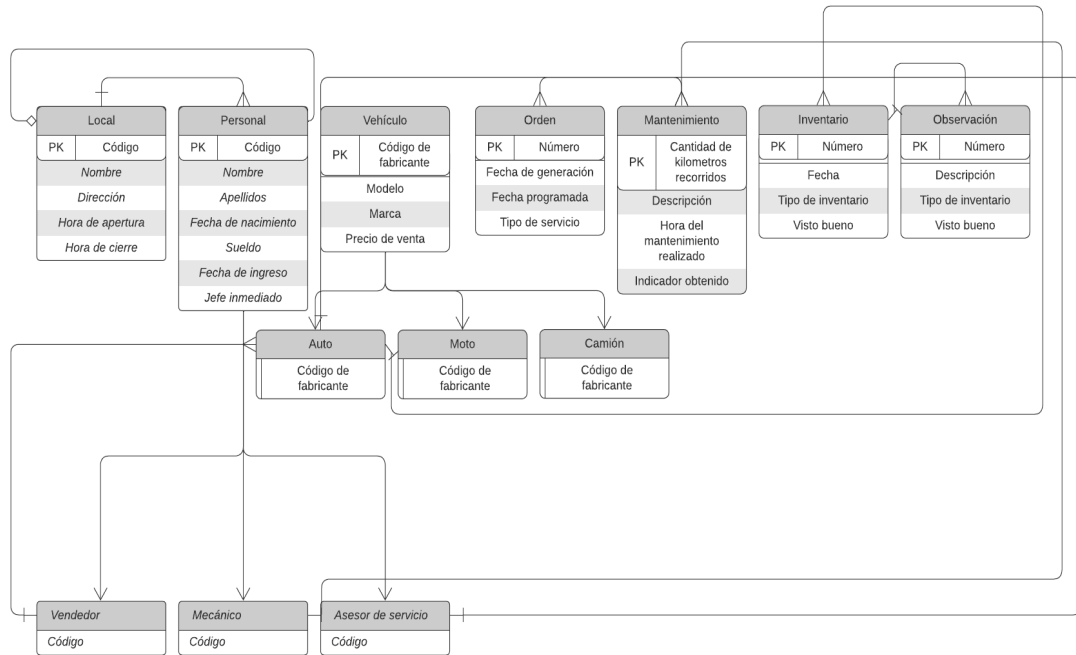 Local
PK Código
Nombre
Dirección
Hora de apertura
Hora de cierre
Personal
PK Código
Nombre
Apellidos
Fecha de nacimiento
Sueldo
Fecha de ingreso
Jefe inmediado
Vehículo
PK Código de
fabricante
Modelo
Marca
Precio de venta
Orden
PK Número
Fecha de generación
Fecha programada
Tipo de servicio
Mantenimiento
PK Cantidad de
kilometros
recorridos
Descripción
Hora del
mantenimiento
realizado
Indicador obtenido
Inventario
PK Número
Fecha
Tipo de inventario
Visto bueno
Observación
PK Número
Descripción
Tipo de inventario
Visto bueno
Auto
Código de
fabricante
Moto
Código de
fabricante
Camión
Código de
fabricante
Vendedor
Código
Mecánico
Código
Asesor de servicio
Código